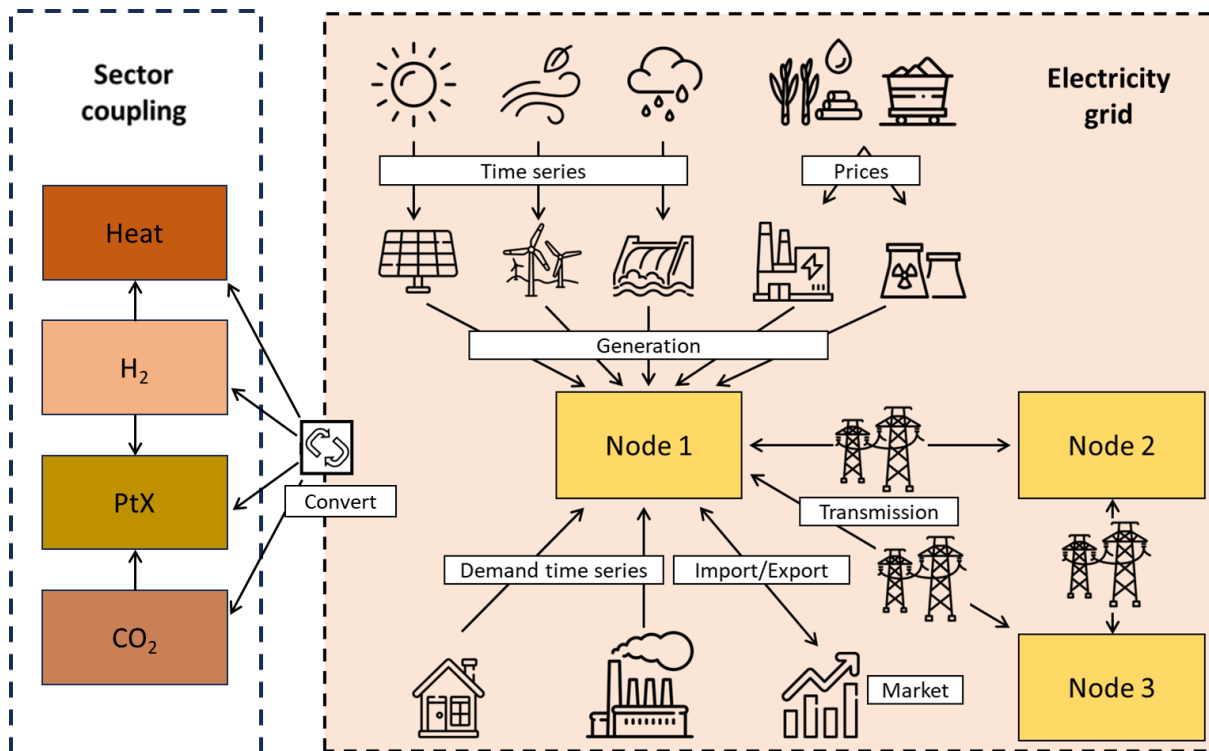 Sector
coupling
Heat
H₂
PtX
CO₂
Convert
Electricity
grid
Time series
Prices
Generation
Node 1
Node 2
Transmission
Demand time series
Import/Export
Market
Node 3